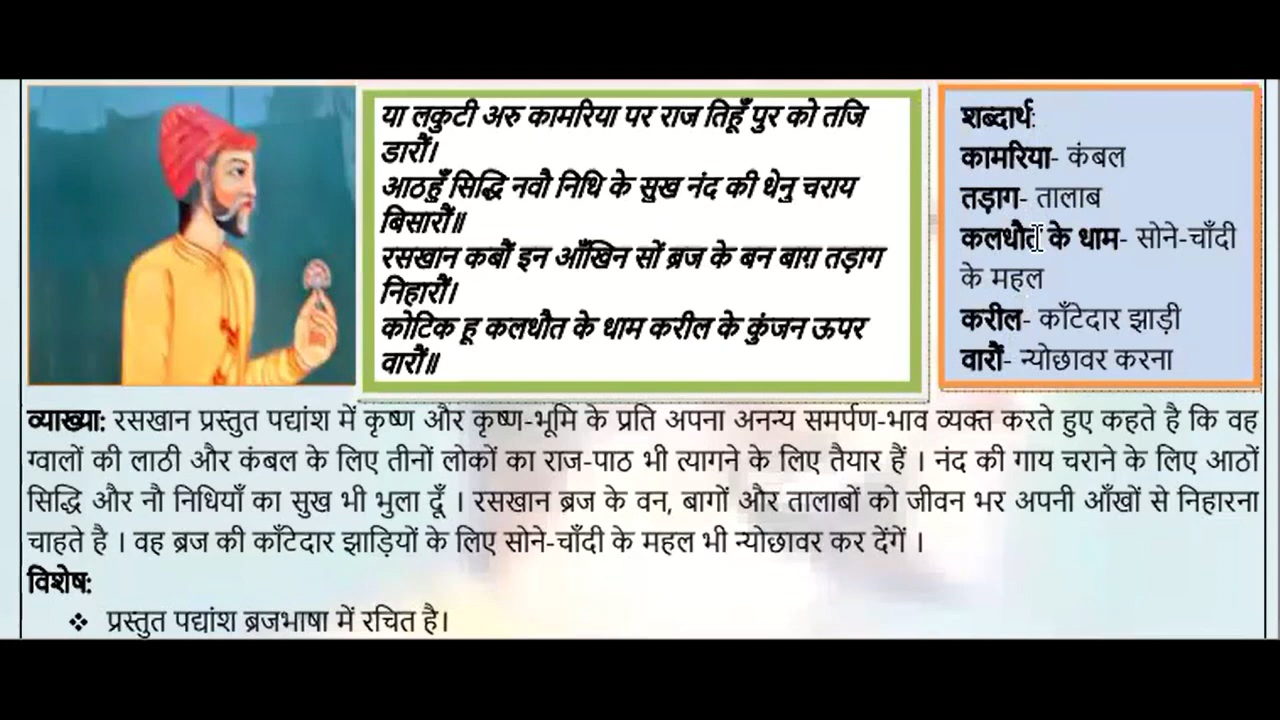 या लकुटी अरु कामरिया पर राज तिहूँ पुर को तजि
डारौं।
आठहुँ सिद्धि नवौ निधि के सुख नंद की धेनु चराय
बिसारौं॥
रसखान कबौं इन आँखिन सों ब्रज के बन बाग़ तड़ाग
निहारौं।
कोटिक हू कलधौत के धाम करील के कुंजन ऊपर
वारौं॥
शब्दार्थ:
कामरिया- कंबल
तड़ाग- तालाब
कलधौत के धाम- सोने-चाँदी
के महल
करील- काँटेदार झाड़ी
वारौं- न्योछावर करना
व्याख्या: रसखान प्रस्तुत पद्यांश में कृष्ण और कृष्ण-भूमि के प्रति अपना अनन्य समर्पण-भाव व्यक्त करते हुए कहते है कि वह
ग्वालों की लाठी और कंबल के लिए तीनों लोकों का राज-पाठ भी त्यागने के लिए तैयार हैं । नंद की गाय चराने के लिए आठों
सिद्धि और नौ निधियाँ का सुख भी भुला दूँ । रसखान ब्रज के वन, बागों और तालाबों को जीवन भर अपनी आँखों से निहारना
चाहते है । वह ब्रज की काँटेदार झाड़ियों के लिए सोने-चाँदी के महल भी न्योछावर कर देंगें ।
विशेष:
❖ प्रस्तुत पद्यांश ब्रजभाषा में रचित है।